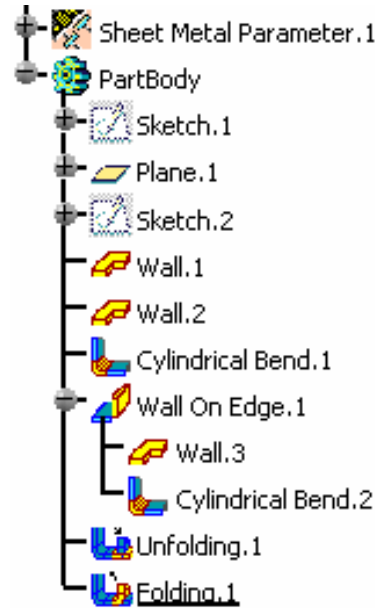 Sheet Metal Parameter.1
PartBody
Sketch.1
Plane.1
Sketch.2
Wall.1
Wall.2
Cylindrical Bend.1
Wall On Edge.1
Wall.3
Cylindrical Bend.2
Unfolding.1
Folding.1